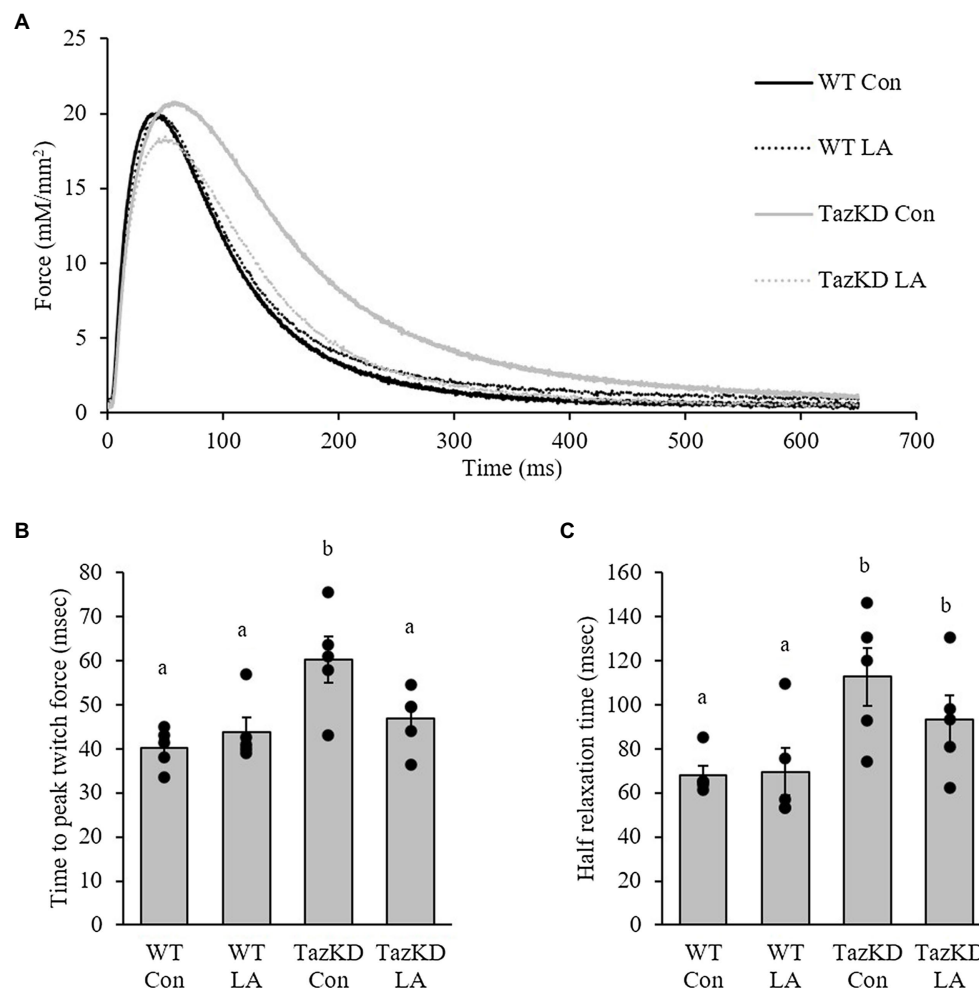 A
25
20
15
10
5
0
Force (mM/mm²)
0 100 200 300 400 500 600 700
Time (ms)
WT Con
WT LA
TazKD Con
TazKD LA
B
80
70
60
50
40
30
20
10
0
Time to peak twitch force (msec)
a
a
b
a
WT TazKD TazKD
WT
Con LA Con LA
C
160
140
120
100
80
60
40
20
0
Half relaxation time (msec)
a
a
b
b
WT WT TazKD TazKD
Con LA Con LA